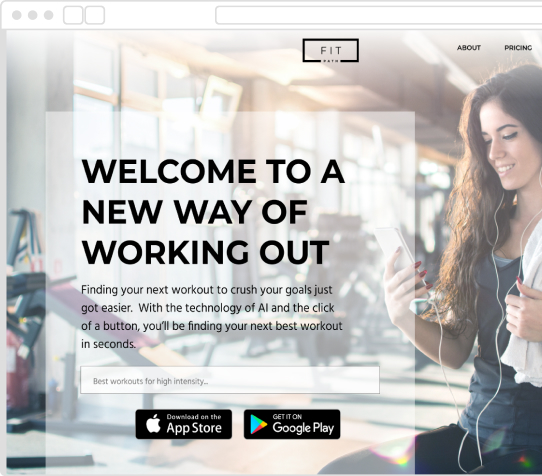 FIT
PATH
ABOUT
PRICING
WELCOME TO A
NEW WAY OF
WORKING OUT
Finding your next workout to crush your goals just
got easier. With the technology of AI and the click
of a button, you'll be finding your next best workout
in seconds.
Best workouts for high intensity...
Download on the
App Store
GET IT ON
Google Play